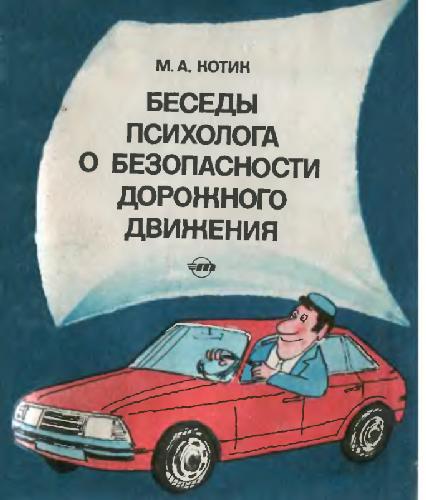 М. А. КОТИК
БЕСЕДЫ
ПСИХОЛОГА
О БЕЗОПАСНОСТИ
ДОРОЖНОГО
ДВИЖЕНИЯ